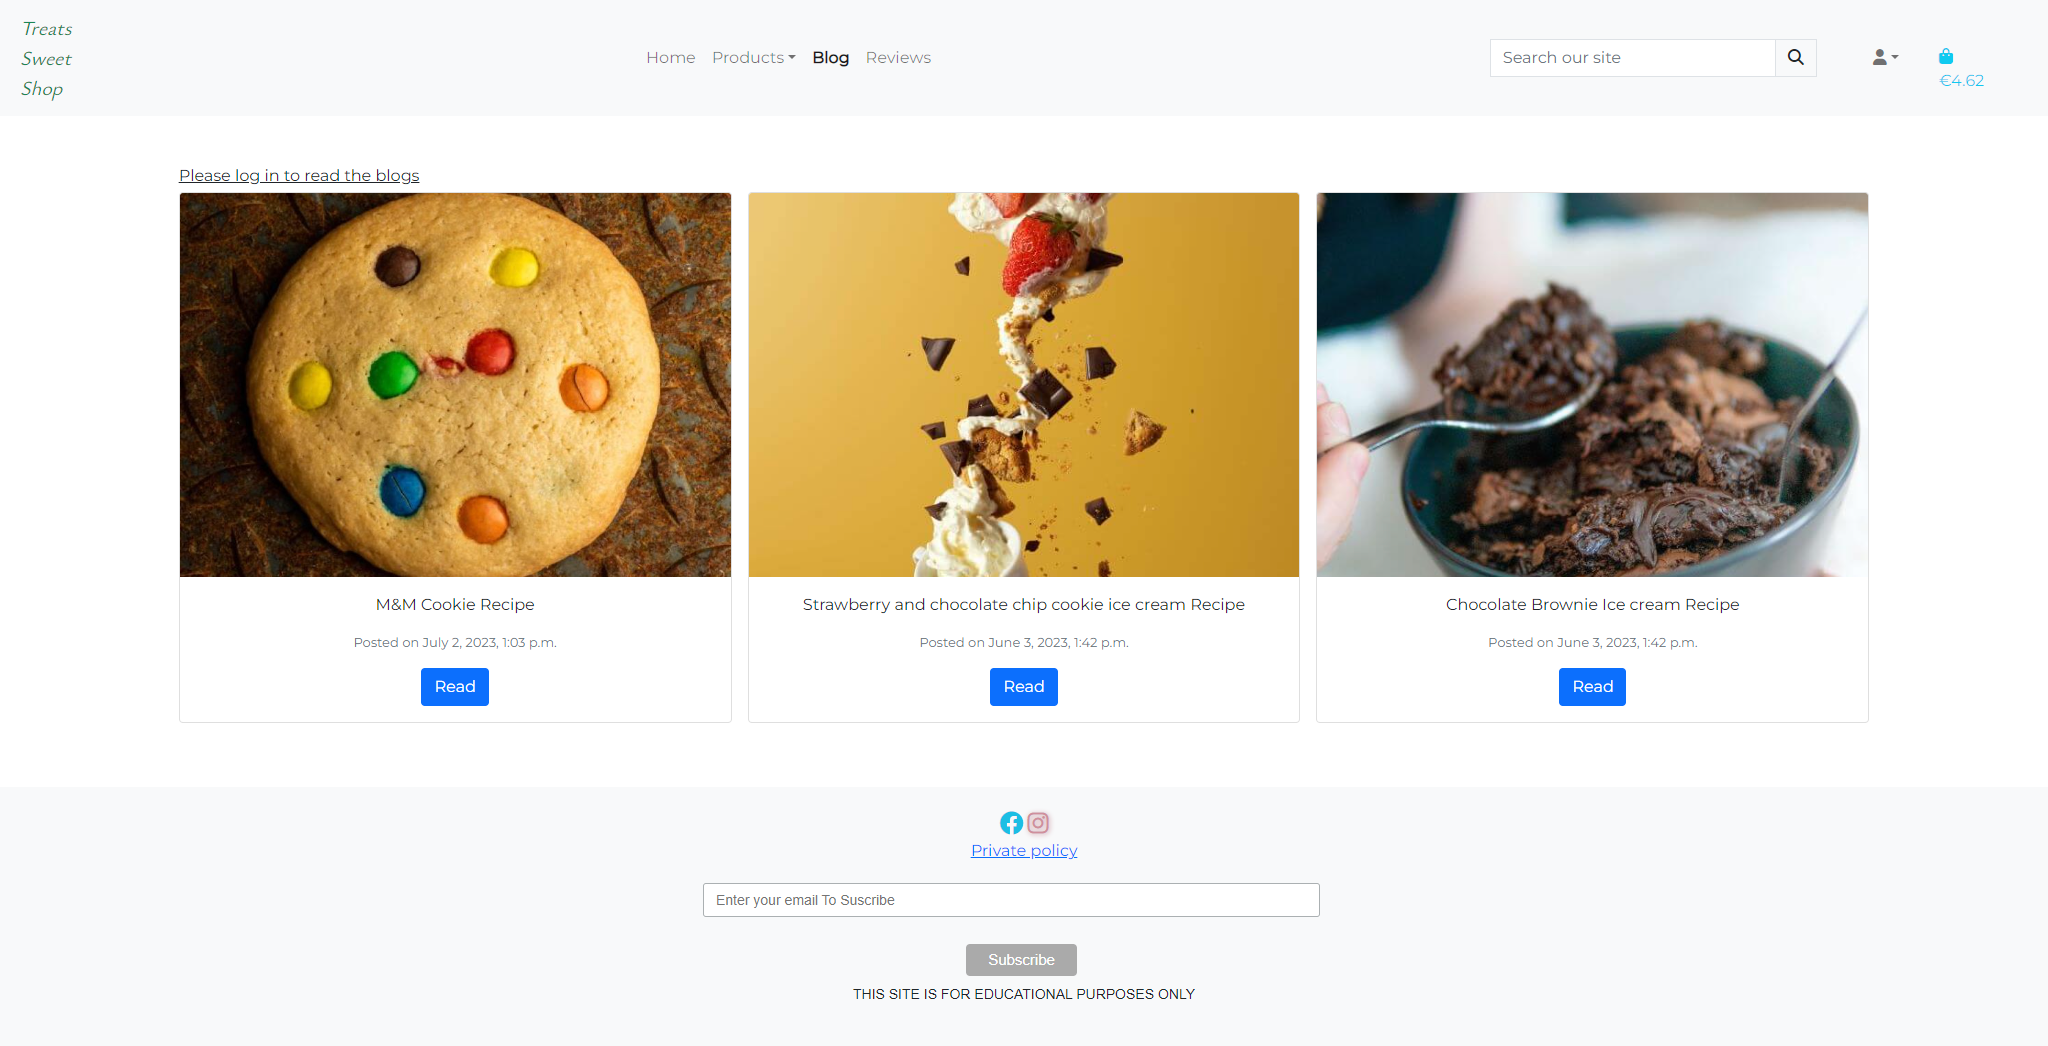 Treats
Sweet
Shop
Home Products Blog Reviews
Search our site
€4.62
Please log in to read the blogs
M&M Cookie Recipe
Posted on July 2, 2023, 1:03 p.m.
Read
Strawberry and chocolate chip cookie ice cream Recipe
Posted on June 3, 2023, 1:42 p.m.
Read
Chocolate Brownie Ice cream Recipe
Posted on June 3, 2023, 1:42 p.m.
Read
Private policy
Enter your email To Suscribe
Subscribe
THIS SITE IS FOR EDUCATIONAL PURPOSES ONLY